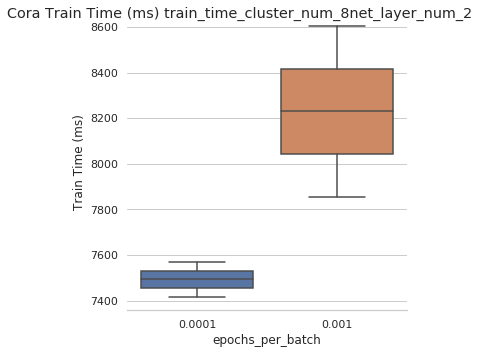 Cora Train Time (ms) train_time_cluster_num_8net_layer_num_2
8600
8400
8200
8000
7800
7600
7400
Train Time (ms)
0.0001 0.001
epochs_per_batch